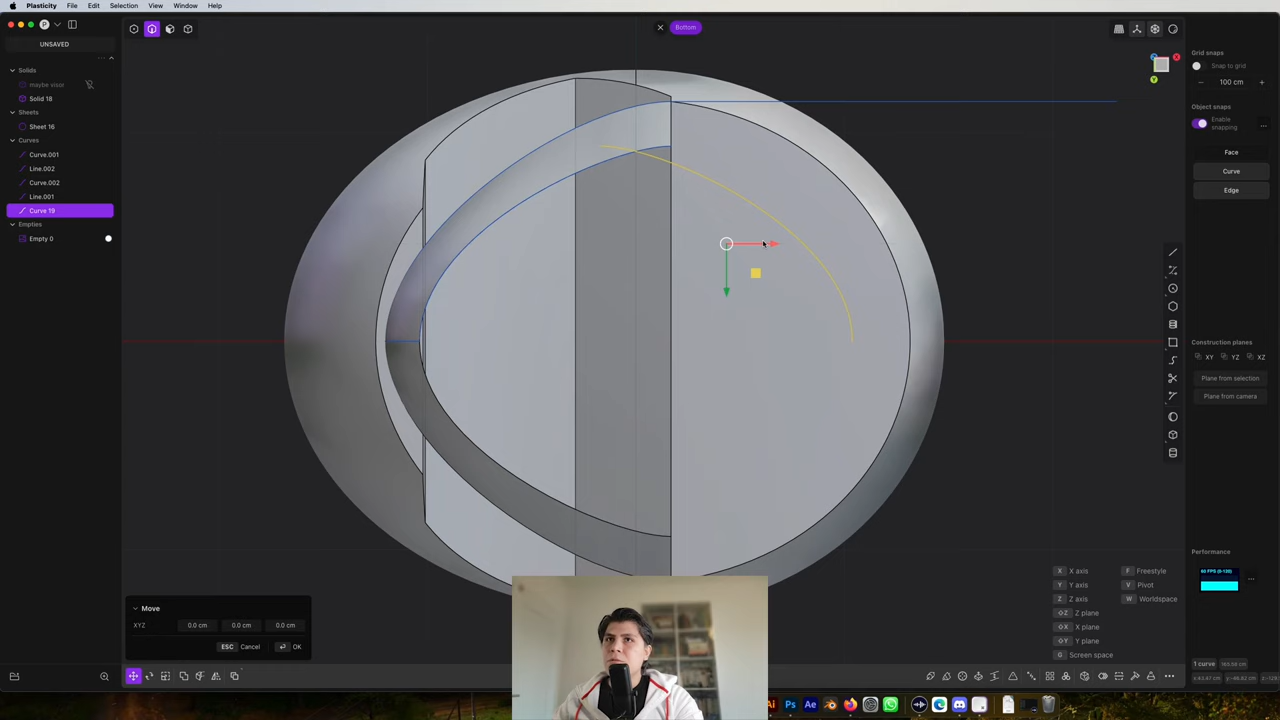 Plasticity File Edit Selection View Window Help
P
UNSAVED
Solids
maybe visor
Solid 18
Sheets
Sheet 16
Curves
Curve.001
Line.002
Curve.002
Line.001
Curve 19
Empties
Empty 0
Bottom
X
Y
Grid snaps
Snap to grid
100 cm
Object snaps
Enable
snapping
Face
Curve
Edge
Construction planes
XY YZ XZ
Plane from selection
Plane from camera
Performance
X X axis F Freestyle
Y Y axis V Pivot
Z Z axis W Worldspace
⇧Z Z plane
⇧X X plane
⇧Y Y plane
G Screen space
Move
XYZ 0.0 cm 0.0 cm 0.0 cm
ESC Cancel OK
1 curve
Ai Ps Ae